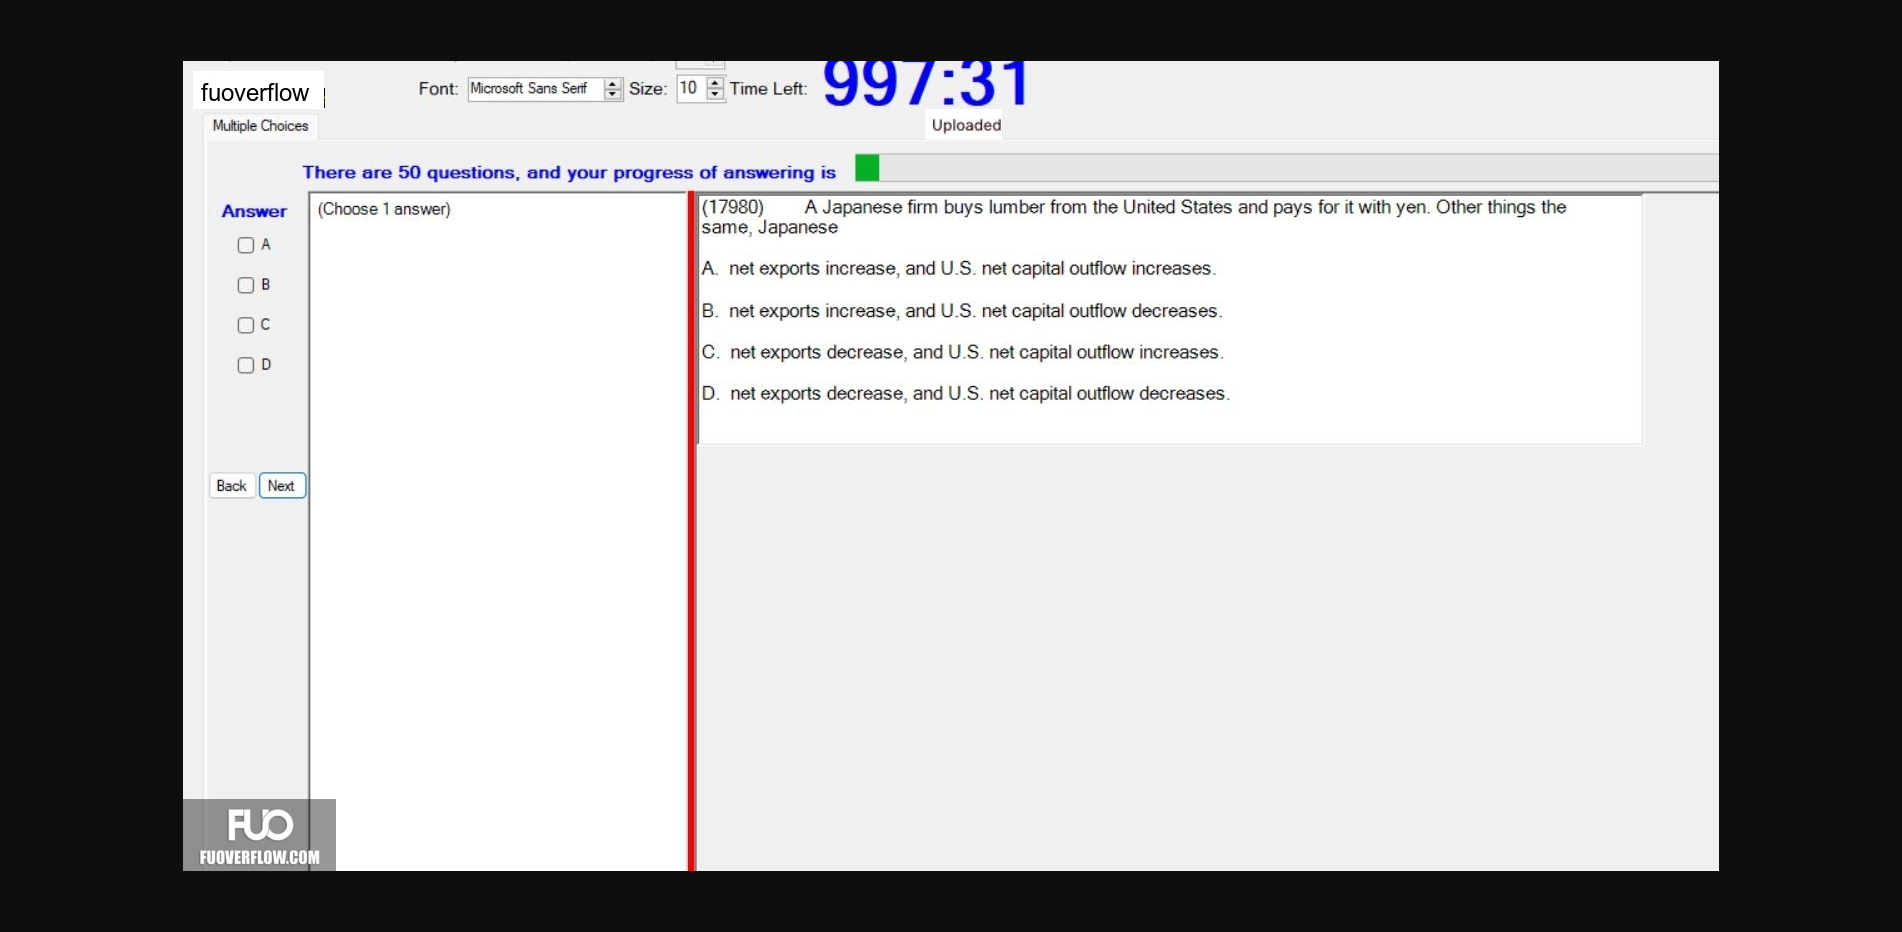 fuoverflow
Font: Microsoft Sans Serif Size: 10 Time Left: 997:31
Multiple Choices
Uploaded
There are 50 questions, and your progress of answering is
Answer
A
B
C
D
Back Next
(Choose 1 answer)
(17980) A Japanese firm buys lumber from the United States and pays for it with yen. Other things the
same, Japanese
A. net exports increase, and U.S. net capital outflow increases.
B. net exports increase, and U.S. net capital outflow decreases.
C. net exports decrease, and U.S. net capital outflow increases.
D. net exports decrease, and U.S. net capital outflow decreases.
FUO
FUOVERFLOW.COM